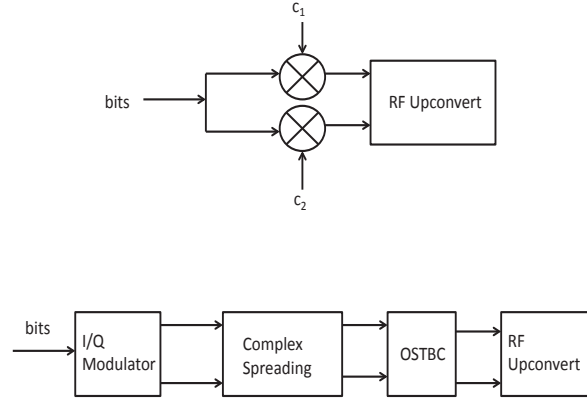 c1
bits
RF Upconvert
c2
bits
I/Q
Modulator
Complex
Spreading
OSTBC
RF
Upconvert